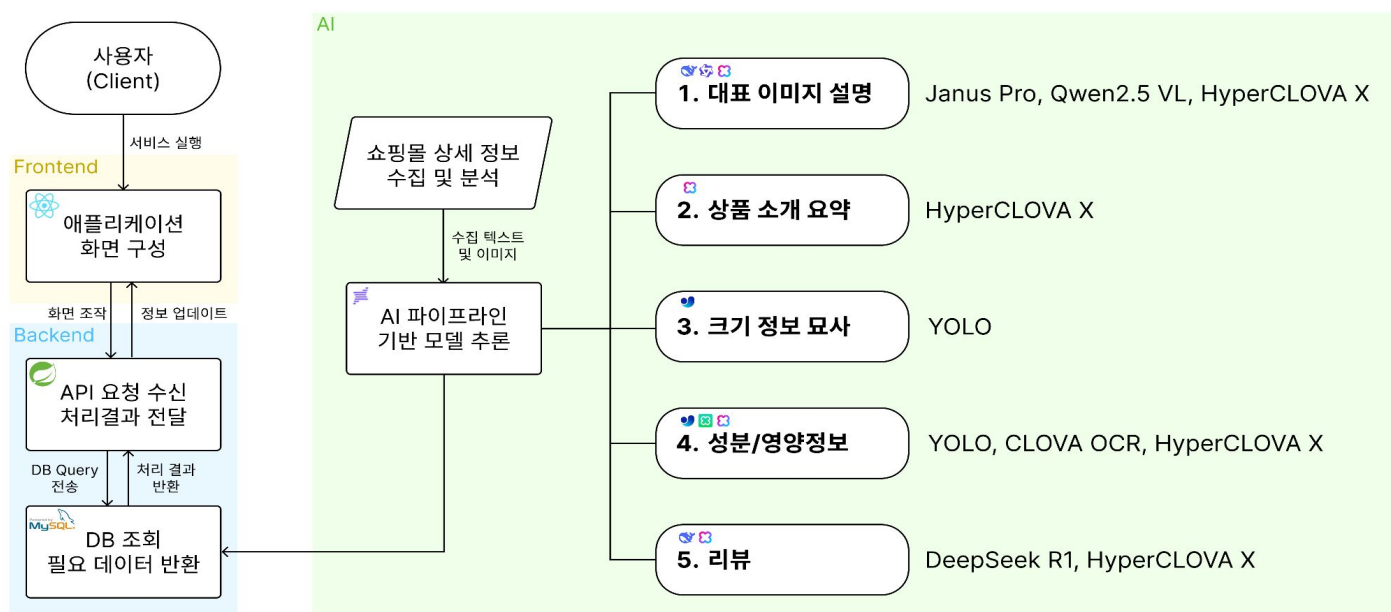 사용자
(Client)
서비스 실행
Frontend
애플리케이션
화면 구성
화면 조작
정보 업데이트
Backend
API 요청 수신
처리결과 전달
DB Query
전송
처리 결과
반환
Powered by
MySQL
DB 조회
필요 데이터 반환
AI
쇼핑몰 상세 정보
수집 및 분석
수집 텍스트
및 이미지
AI 파이프라인
기반 모델 추론
1. 대표 이미지 설명
Janus Pro, Qwen2.5 VL, HyperCLOVA X
2. 상품 소개 요약
HyperCLOVA X
3. 크기 정보 묘사
YOLO
4. 성분/영양정보
YOLO, CLOVA OCR, HyperCLOVA X
5. 리뷰
DeepSeek R1, HyperCLOVA X